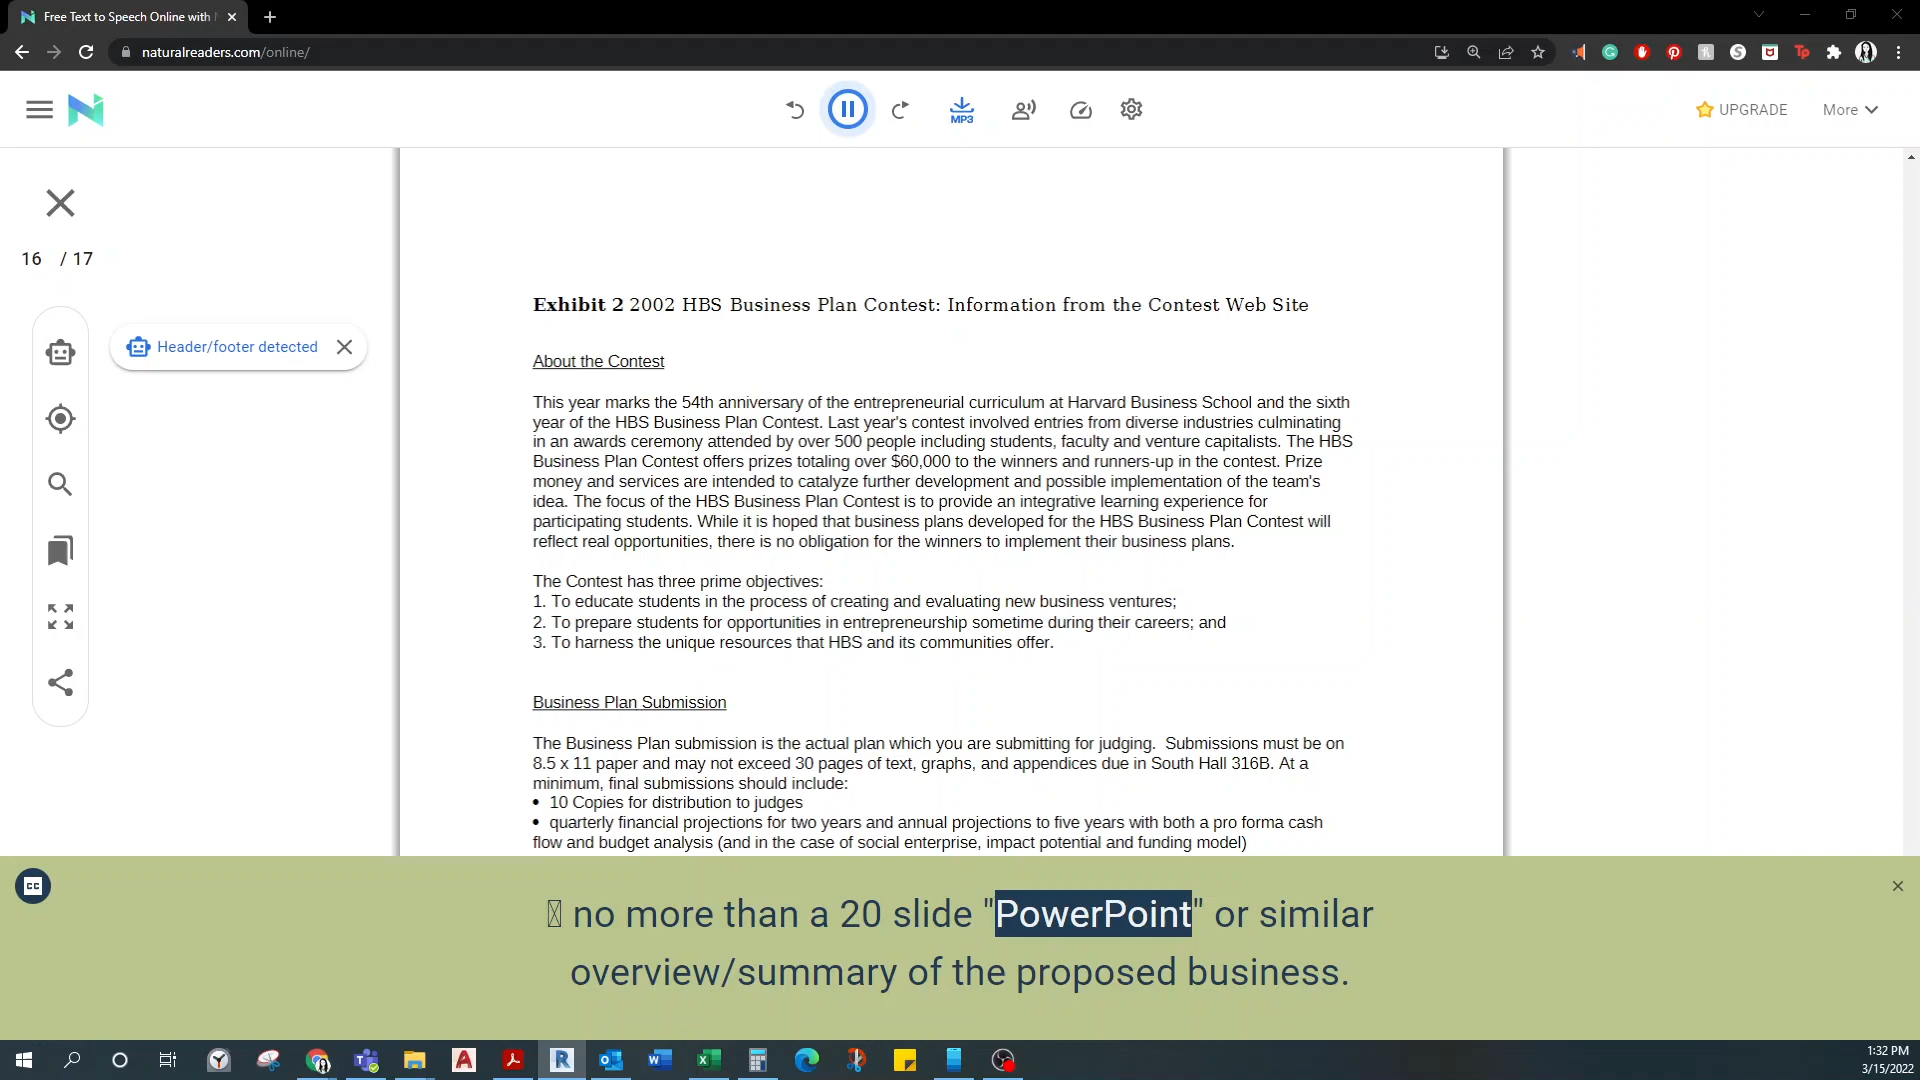 Free Text to Speech Online with
naturalreaders.com/online/
MP3
UPGRADE
More
16 / 17
Header/footer detected
Exhibit 2 2002 HBS Business Plan Contest: Information from the Contest Web Site
About the Contest
This year marks the 54th anniversary of the entrepreneurial curriculum at Harvard Business School and the sixth
year of the HBS Business Plan Contest. Last year's contest involved entries from diverse industries culminating
in an awards ceremony attended by over 500 people including students, faculty and venture capitalists. The HBS
Business Plan Contest offers prizes totaling over $60,000 to the winners and runners-up in the contest. Prize
money and services are intended to catalyze further development and possible implementation of the team's
idea. The focus of the HBS Business Plan Contest is to provide an integrative learning experience for
participating students. While it is hoped that business plans developed for the HBS Business Plan Contest will
reflect real opportunities, there is no obligation for the winners to implement their business plans.
The Contest has three prime objectives:
1. To educate students in the process of creating and evaluating new business ventures;
2. To prepare students for opportunities in entrepreneurship sometime during their careers; and
3. To harness the unique resources that HBS and its communities offer.
Business Plan Submission
The Business Plan submission is the actual plan which you are submitting for judging. Submissions must be on
8.5 x 11 paper and may not exceed 30 pages of text, graphs, and appendices due in South Hall 316B. At a
minimum, final submissions should include:
• 10 Copies for distribution to judges
• quarterly financial projections for two years and annual projections to five years with both a pro forma cash
flow and budget analysis (and in the case of social enterprise, impact potential and funding model)
CC
no more than a 20 slide "PowerPoint" or similar
overview/summary of the proposed business.
1:32 PM
3/15/2022